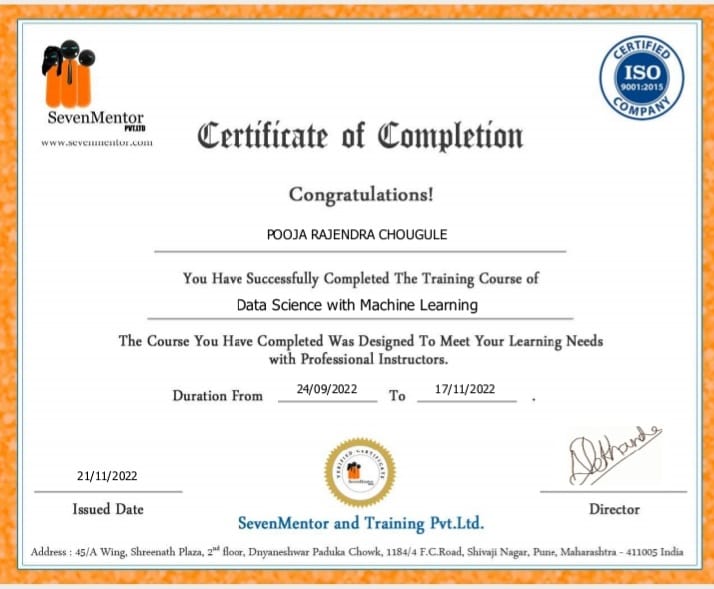 CERTIFIED
ISO
9001:2015
COMPANY
SevenMentor
PVT.LTD
www.sevenmentor.com
Certificate of Completion
Congratulations!
POOJA RAJENDRA CHOUGULE
You Have Successfully Completed The Training Course of
Data Science with Machine Learning
The Course You Have Completed Was Designed To Meet Your Learning Needs
with Professional Instructors.
Duration From 24/09/2022 To 17/11/2022 .
21/11/2022
VERIFIED CERTIFICATE
SevenMentor
Issued Date
Director
SevenMentor and Training Pvt.Ltd.
Address : 45/A Wing, Shreenath Plaza, 2nd floor, Dnyaneshwar Paduka Chowk, 1184/4 F.C.Road, Shivaji Nagar, Pune, Maharashtra - 411005 India